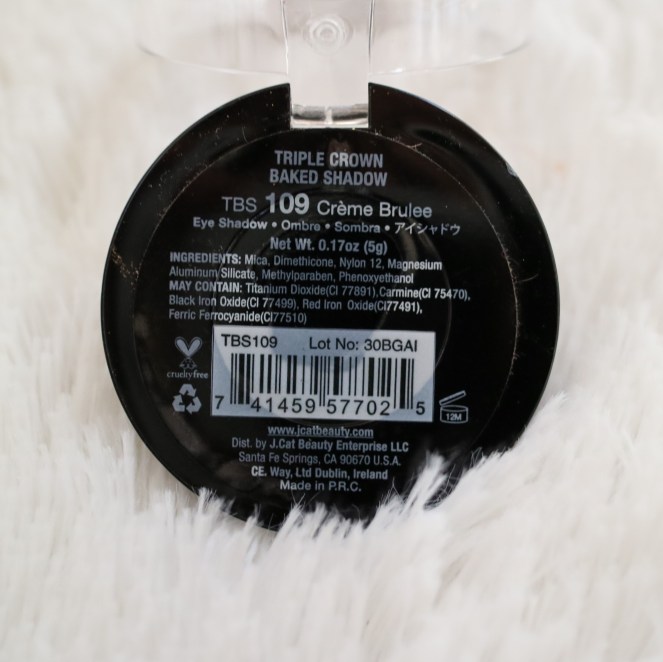 TRIPLE CROWN
BAKED SHADOW
TBS 109 Crème Brulee
Eye Shadow • Ombre • Sombra • アイシャドウ
Net Wt. 0.17oz (5g)
INGREDIENTS: Mica, Dimethicone, Nylon 12, Magnesium
Aluminum Silicate, Methylparaben, Phenoxyethanol
MAY CONTAIN: Titanium Dioxide(CI 77891), Carmine(CI 75470),
Black Iron Oxide(CI 77499), Red Iron Oxide(CI77491),
Ferric Ferrocyanide(CI77510)
TBS109 Lot No: 30BGAI
crueltyfree
7 41459 57702 5
12M
www.jcatbeauty.com
Dist. by J.Cat Beauty Enterprise LLC
Santa Fe Springs, CA 90670 U.S.A.
CE. Way, Ltd Dublin, Ireland
Made in P.R.C.